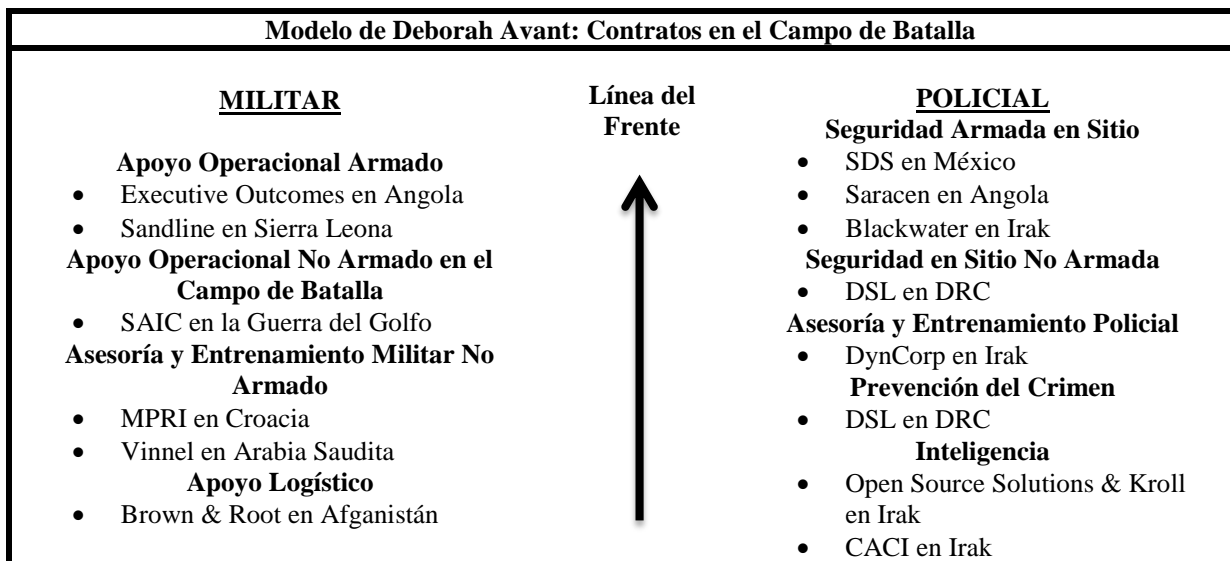 Modelo de Deborah Avant: Contratos en el Campo de Batalla
MILITAR
Apoyo Operacional Armado
• Executive Outcomes en Angola
• Sandline en Sierra Leona
Apoyo Operacional No Armado en el
Campo de Batalla
• SAIC en la Guerra del Golfo
Asesoría y Entrenamiento Militar No
Armado
• MPRI en Croacia
• Vinnel en Arabia Saudita
Apoyo Logístico
• Brown & Root en Afganistán
Línea del
Frente
POLICIAL
Seguridad Armada en Sitio
• SDS en México
• Saracen en Angola
• Blackwater en Irak
Seguridad en Sitio No Armada
• DSL en DRC
Asesoría y Entrenamiento Policial
• DynCorp en Irak
Prevención del Crimen
• DSL en DRC
Inteligencia
• Open Source Solutions & Kroll
en Irak
• CACI en Irak